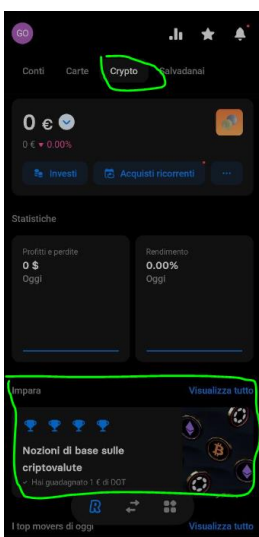 GO
Conti Carte Crypto Salvadanai
0 €
0 € ▾ 0.00%
Investi Acquisti ricorrenti ...
Statistiche
Profitti e perdite
0 $
Oggi
Rendimento
0.00%
Oggi
Impara Visualizza tutto
Nozioni di base sulle
criptovalute
✓ Hai guadagnato 1 € di DOT
R
I top movers di oggi Visualizza tutto